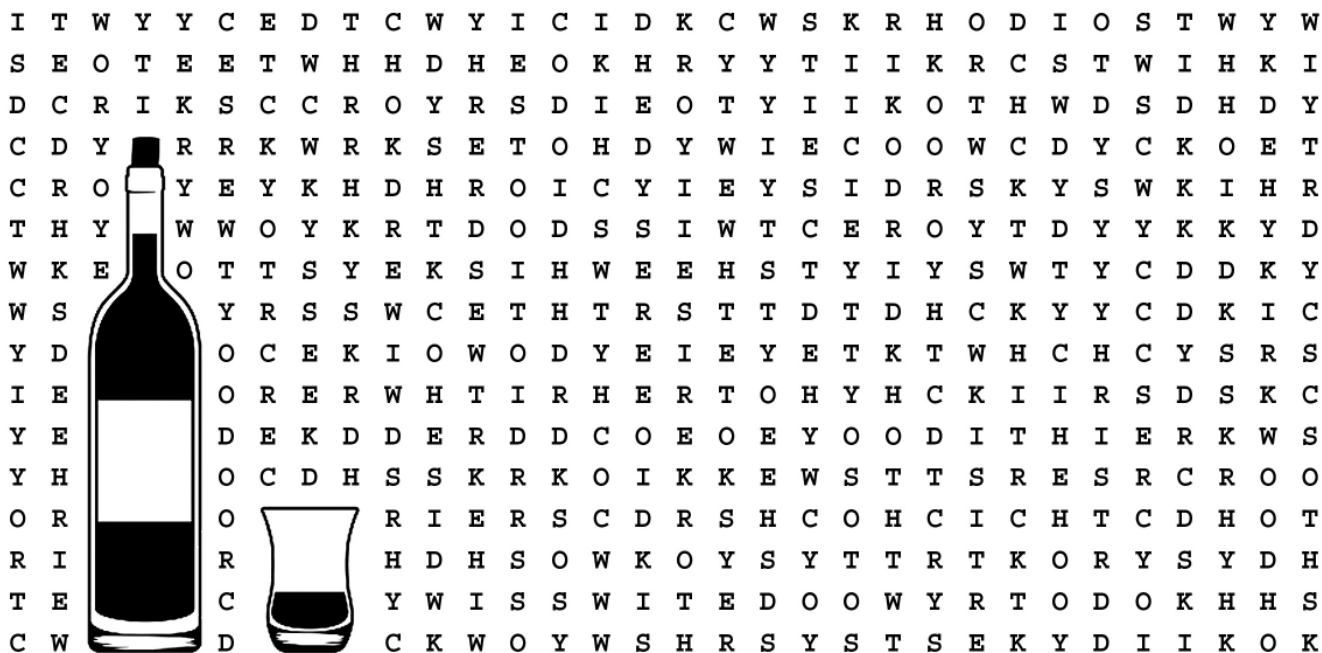 I T W Y Y C E D T C W Y I C I D K C W S K R H O D I O S T W Y W
S E O T E E T W H H D H E O K H R Y Y T I I K R C S T W I H K I
D C R I K S C C R O Y R S D I E O T Y I I K O T H W D S D H D Y
C D Y R R K W R K S E T O H D Y W I E C O O W C D Y C K O E T
C R O Y E Y K H D H R O I C Y I E Y S I D R S K Y S W K I H R
T H Y W W O Y K R T D O D S S I W T C E R O Y T D Y Y K K Y D
W K E O T T S Y E K S I H W E E H S T Y I Y S W T Y C D D K Y
W S Y R S S W C E T H T R S T T D T D H C K Y Y C D K I C
Y D O C E K I O W O D Y E I E Y E T K T W H C H C Y S R S
I E O R E R W H T I R H E R T O H Y H C K I I R S D S K C
Y E D E K D D E R D D C O E O E Y O O D I T H I E R K W S
Y H O C D H S S K R K O I K K E W S T T S R E S R C R O O
O R O R I E R S C D R S H C O H C I C H T C D H O T
R I R H D H S O W K O Y S Y T T R T K O R Y S Y D H
T E C Y W I S S W I T E D O O W Y R T O D O K H H S
C W D C K W O Y W S H R S Y S T S E K Y D I I K O K